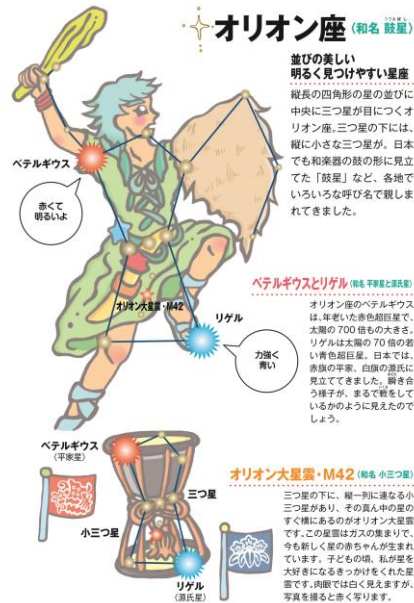 オリオン座〈和名 鼓星〉
並びの美しい
明るく見つけやすい星座
縦長の四角形の星の並びに
中央に三つ星が目につくオ
リオン座。三つ星の下には、
縦に小さな三つ星が。日本
でも和楽器の鼓の形に見立
てた「鼓星」など、各地で
いろいろな呼び名で親しま
れてきました。
ベテルギウス
赤くて
明るいよ
オリオン大星雲・M42
リゲル
力強く
青い
ベテルギウスとリゲル〈和名 平家星と源氏星〉
オリオン座のベテルギウス
は、年老いた赤色超巨星で、
太陽の700倍もの大きさ。
リゲルは太陽の70倍の若
い青色超巨星。日本では、
赤旗の平家、白旗の源氏に
見立ててきました。瞬き合
う様子が、まるで戦をして
いるかのように見えたので
しょう。
ベテルギウス
〈平家星〉
三つ星
小三つ星
リゲル
〈源氏星〉
オリオン大星雲・M42〈和名 小三つ星〉
三つ星の下に、縦一列に連なる小
三つ星があり、その真ん中の星の
すぐ横にあるのがオリオン大星雲
です。この星雲はガスの集まりで、
今も新しく星の赤ちゃんが生まれ
ています。子どもの頃、私が星を
大好きになるきっかけをくれた星
雲です。肉眼では白く見えますが、
写真を撮ると赤く写ります。